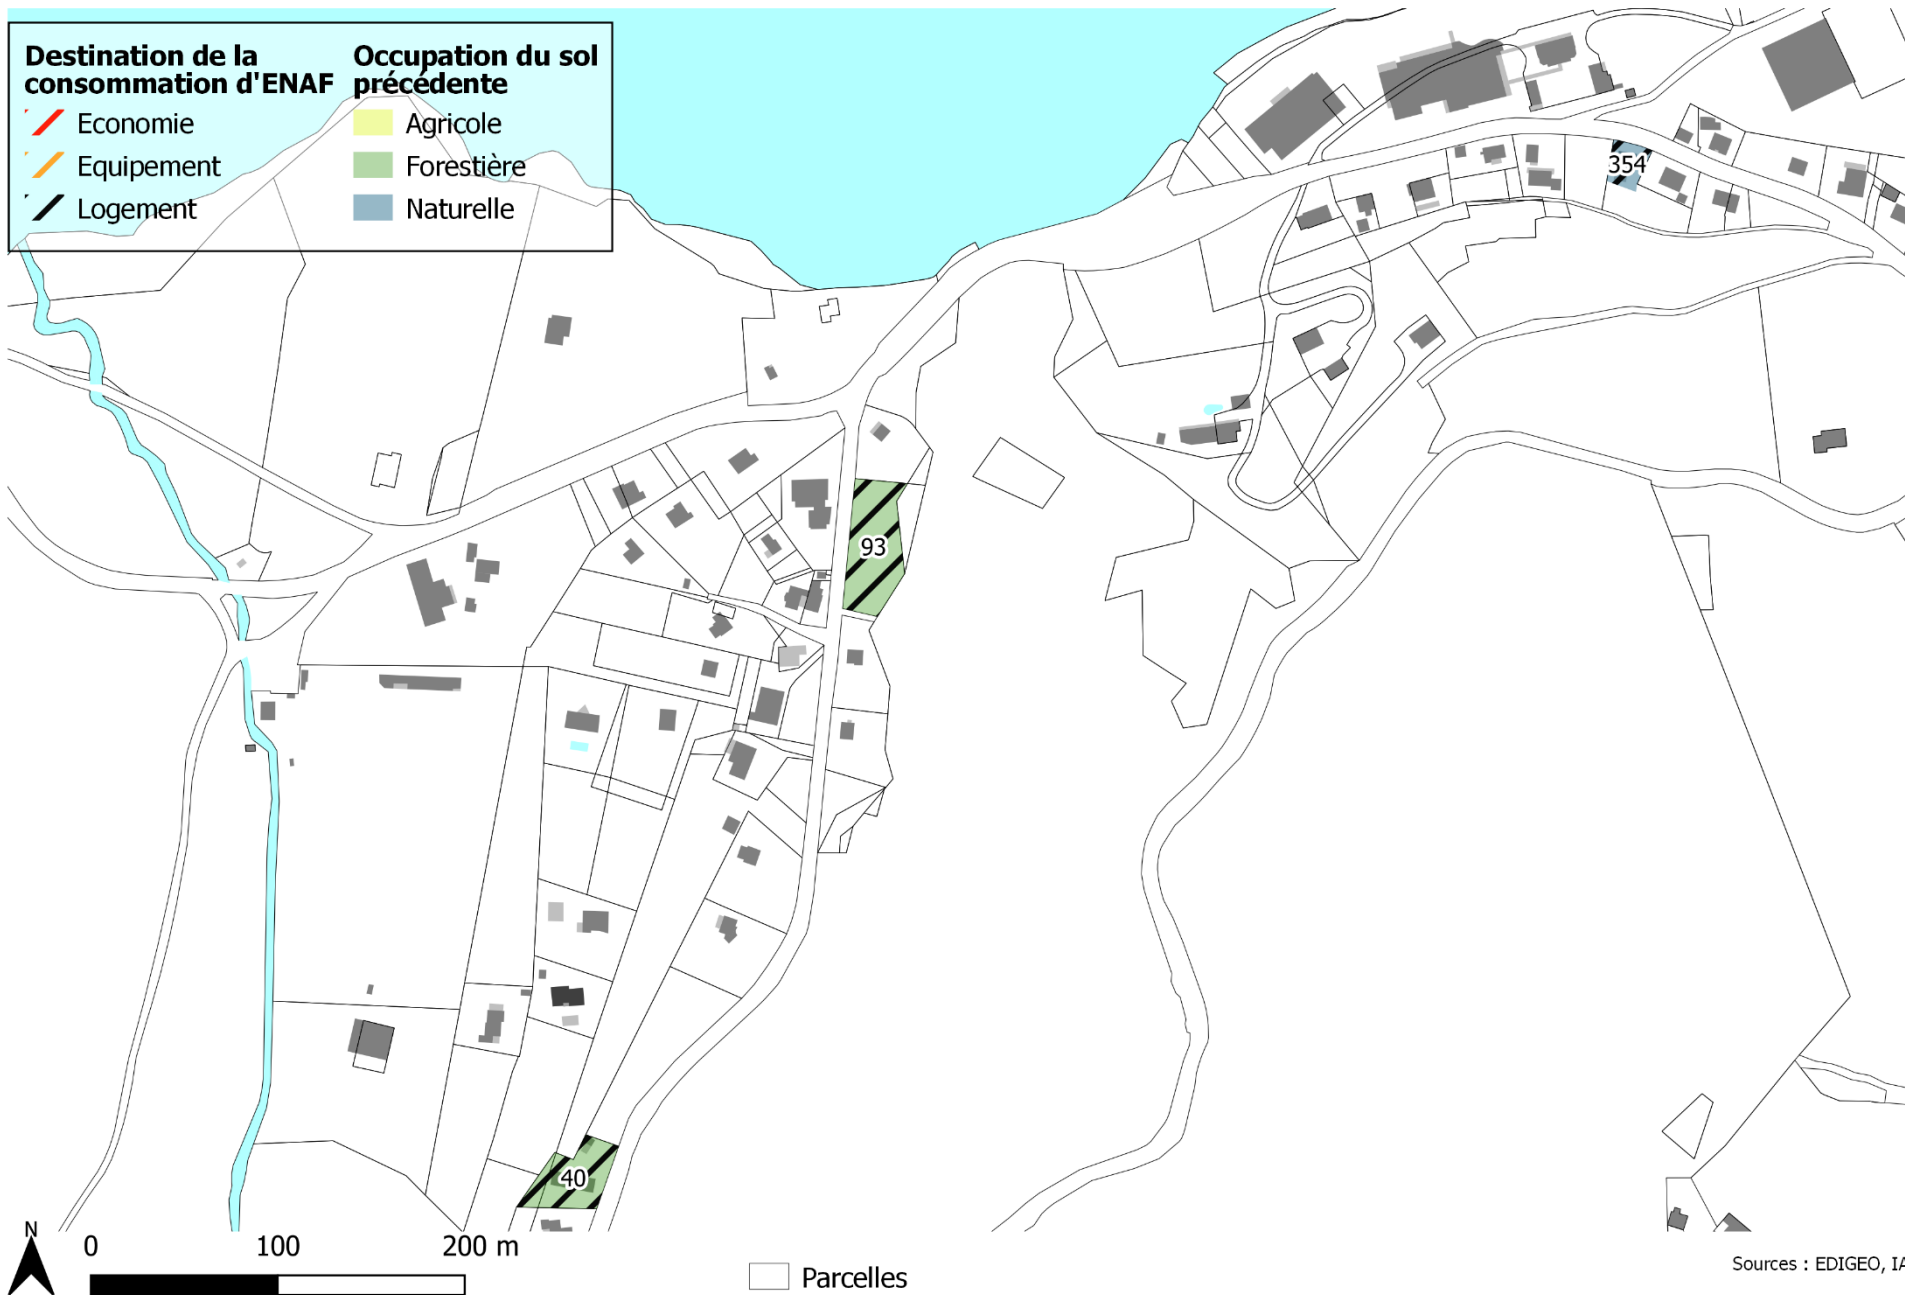 Destination de la
consommation d'ENAF
Economie
Equipement
Logement
Occupation du sol
précédente
Agricole
Forestière
Naturelle
354
93
40
N
0 100 200 m
Parcelles
Sources : EDIGEO, IA